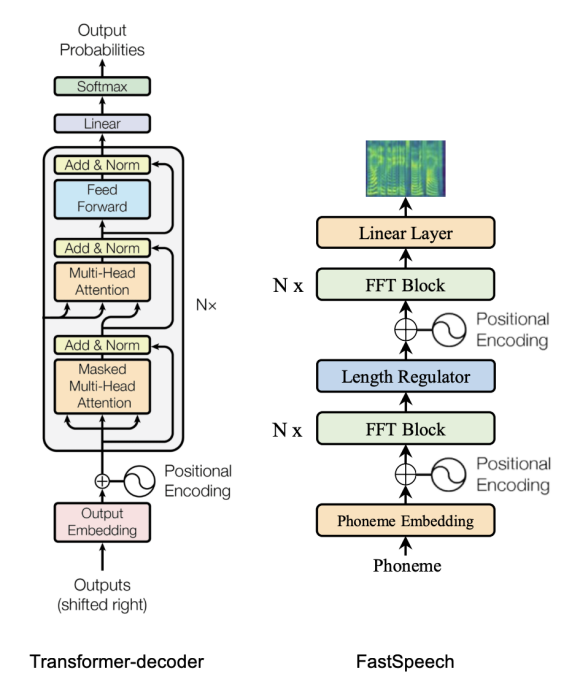 Output
Probabilities
Softmax
Linear
Add & Norm
Feed
Forward
Add & Norm
Multi-Head
Attention
N×
Add & Norm
Masked
Multi-Head
Attention
Positional
Encoding
Output
Embedding
Outputs
(shifted right)
Transformer-decoder
Linear Layer
N x
FFT Block
Positional
Encoding
Length Regulator
N x
FFT Block
Positional
Encoding
Phoneme Embedding
Phoneme
FastSpeech